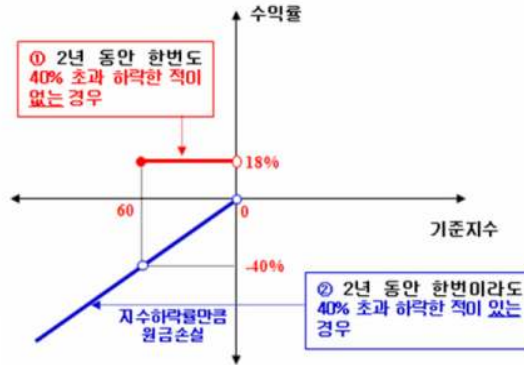 수익률
① 2년 동안 한번도
40% 초과 하락한 적이
없는 경우
18%
60
0
기준지수
-40%
② 2년 동안 한번이라도
40% 초과 하락한 적이 있는
경우
지수하락률만큼
원금손실